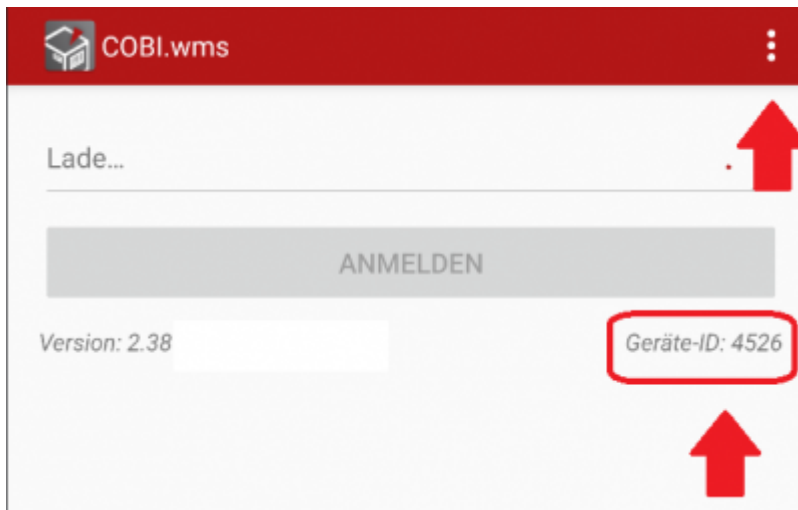 COBI.wms
Lade...
ANMELDEN
Version: 2.38
Geräte-ID: 4526